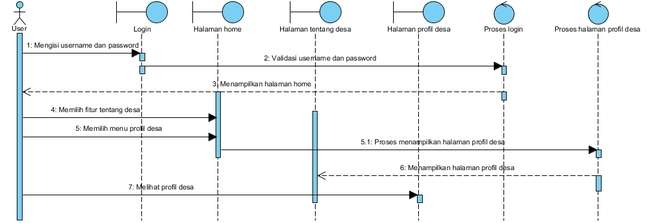 User
Login
Halaman home
Halaman tentang desa
Halaman profil desa
Proses login
Proses halaman profil desa
1: Mengisi username dan password
2: Validasi username dan password
3: Menampilkan halaman home
4: Memilih fitur tentang desa
5: Memilih menu profil desa
5.1: Proses menampilkan halaman profil desa
6: Menampilkan halaman profil desa
7: Melihat profil desa